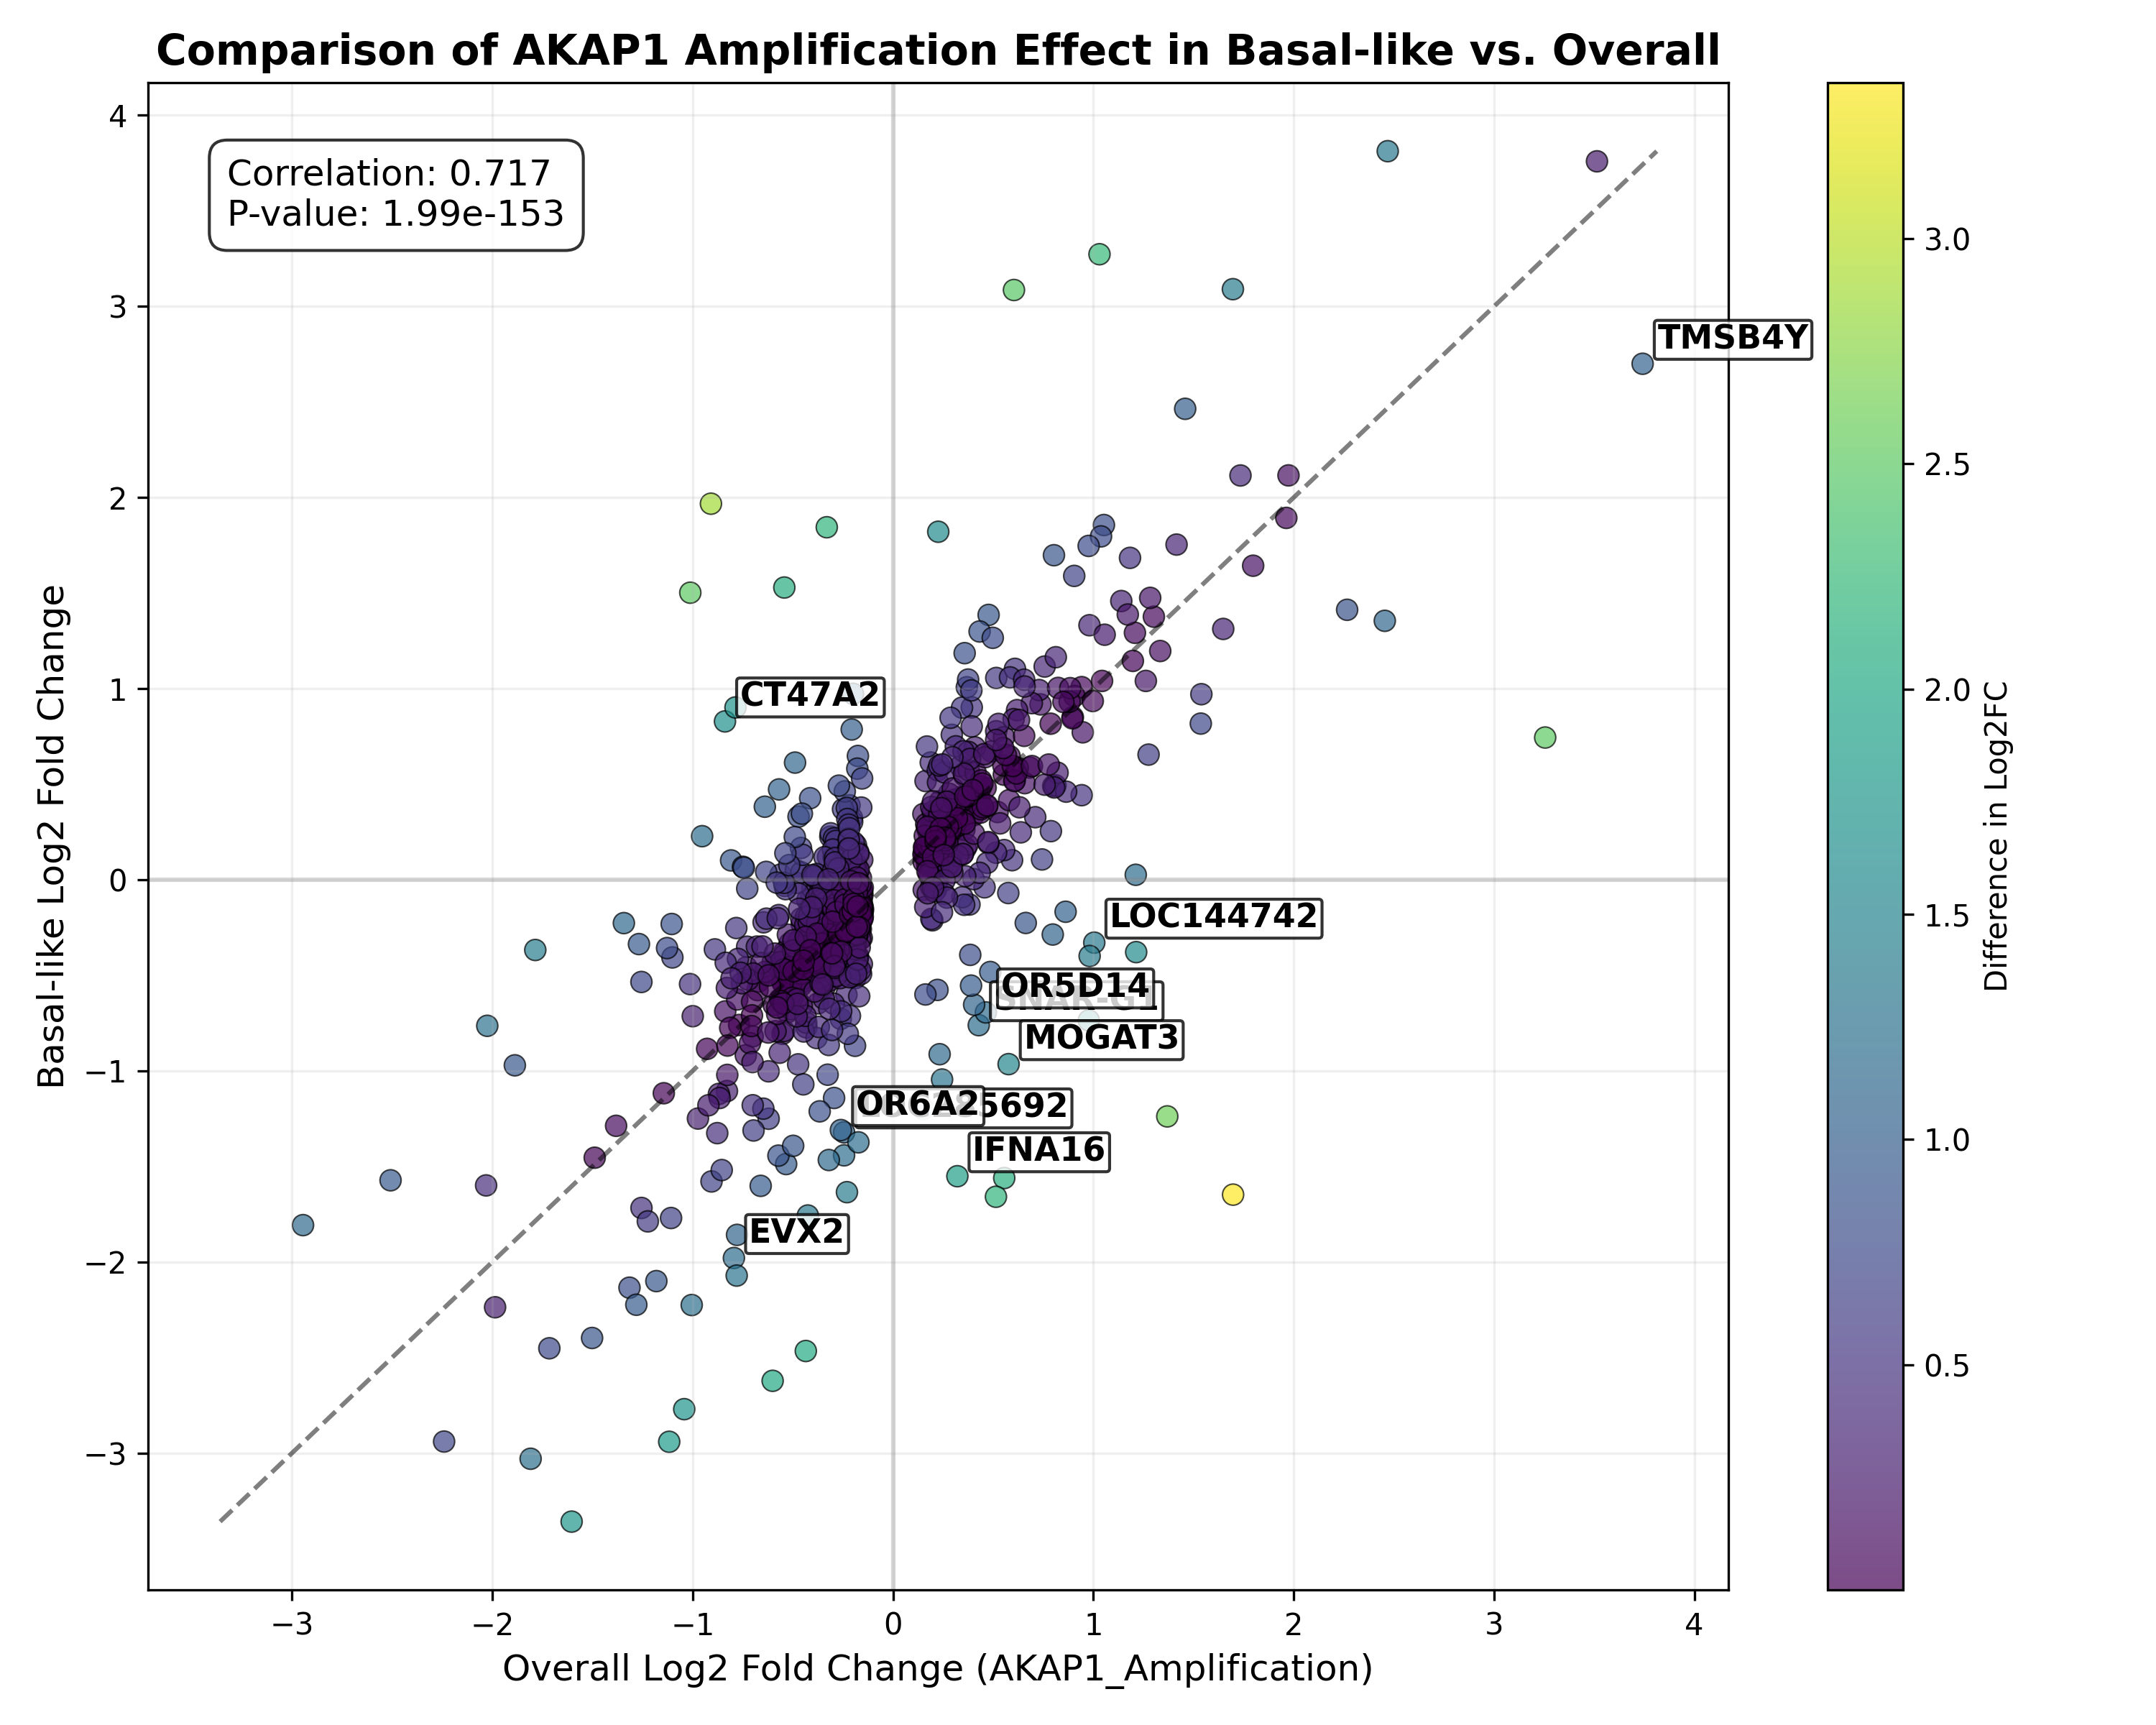 Comparison of AKAP1 Amplification Effect in Basal-like vs. Overall
Correlation: 0.717
P-value: 1.99e-153
4
3
2
1
0
−1
−2
−3
Basal-like Log2 Fold Change
TMSB4Y
CT47A2
LOC144742
OR5D14
SNAR-G1
MOGAT3
OR6A2
5692
IFNA16
EVX2
−3
−2
−1
0
1
2
3
4
Overall Log2 Fold Change (AKAP1_Amplification)
3.0
2.5
2.0
1.5
1.0
0.5
Difference in Log2FC